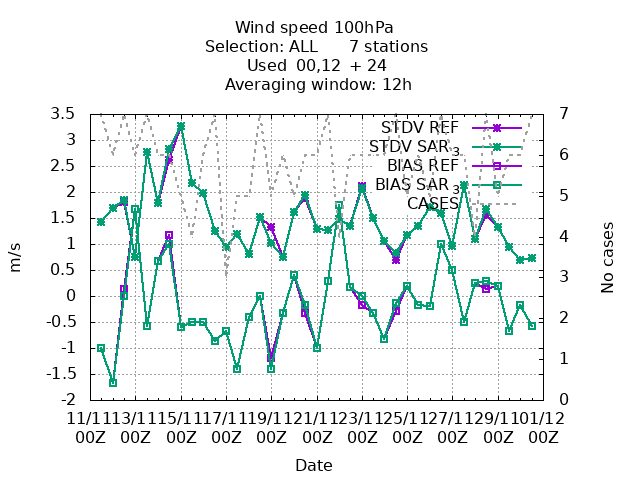 Wind speed 100hPa
Selection: ALL 7 stations
Used 00,12 + 24
Averaging window: 12h
STDV REF
STDV SAR 3
BIAS REF
BIAS SAR 3
CASES
3.5
3
2.5
2
1.5
1
0.5
0
-0.5
-1
-1.5
-2
m/s
7
6
5
4
3
2
1
0
No cases
11/11 13/11 15/11 17/11 19/11 21/11 23/11 25/11 27/11 29/11 01/12
00Z 00Z 00Z 00Z 00Z 00Z 00Z 00Z 00Z 00Z 00Z
Date